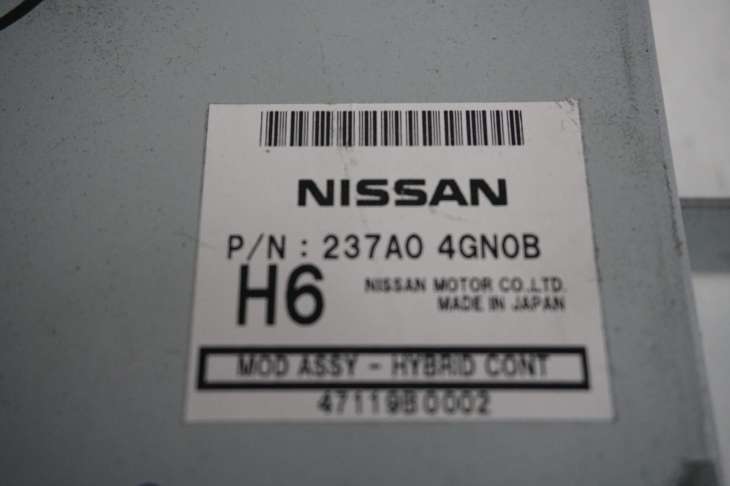 NISSAN
P/N : 237A0 4GN0B
H6
NISSAN MOTOR CO.,LTD.
MADE IN JAPAN
MOD ASSY - HYBRID CONT
47119B0002